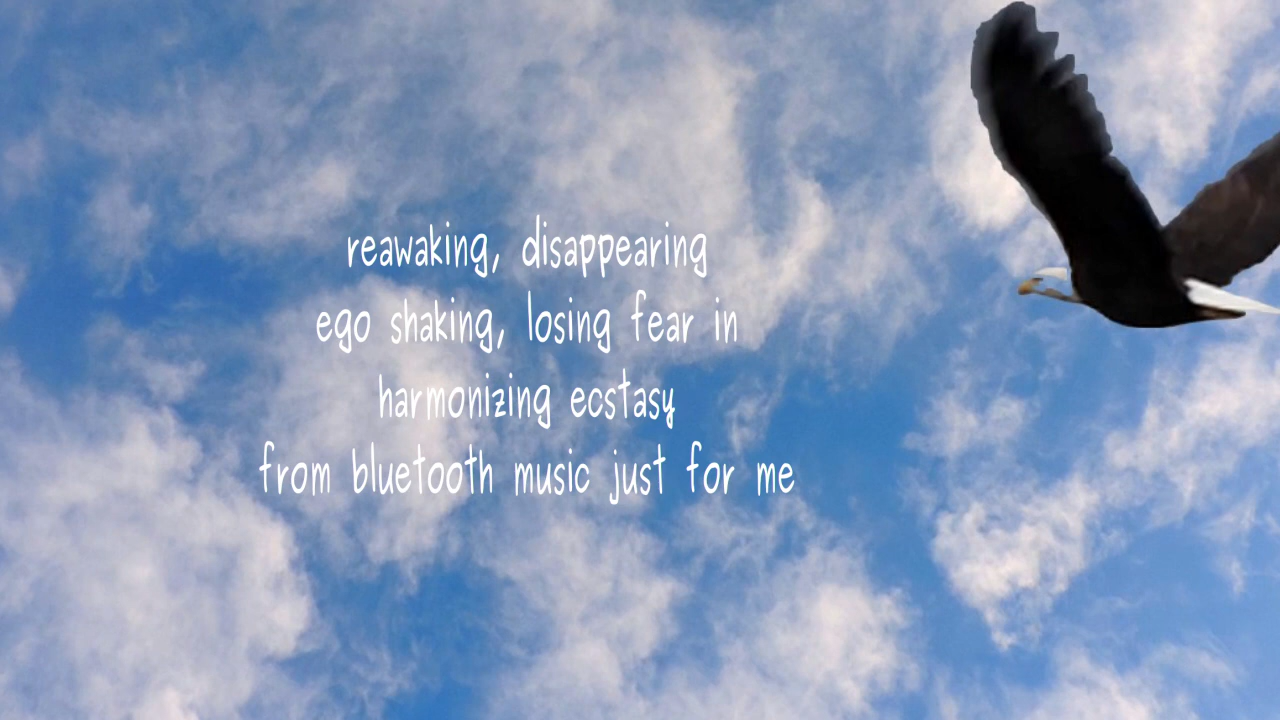 reawaking, disappearing
ego shaking, losing fear in
harmonizing ecstasy
from bluetooth music just for me